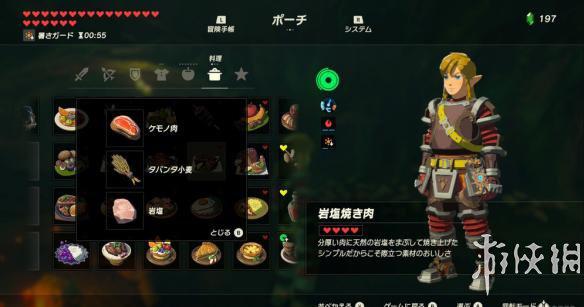 L
冒険手帳
ポーチ
R
システム
197
暑さガード
00:55
料理
ケモノ肉
タバンタ小麦
岩塩
とじる B
岩塩焼き肉
分厚い肉に天然の岩塩をまぶして焼き上げた
シンプルだからこそ際立つ素材のおいしさ
游侠網